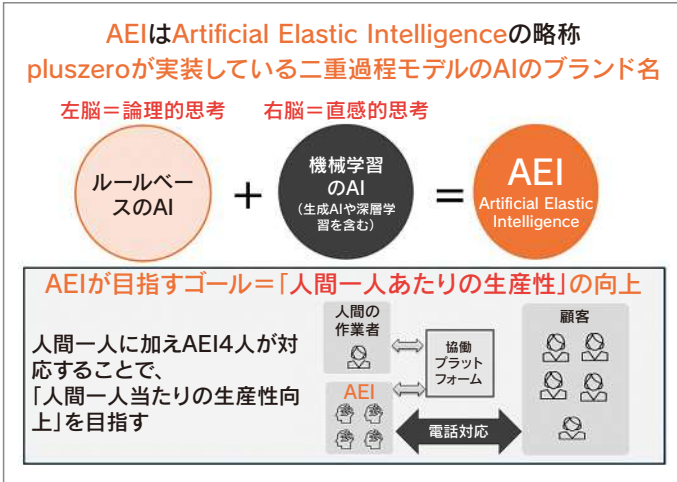 AEIはArtificial Elastic Intelligenceの略称
pluszeroが実装している二重過程モデルのAIのブランド名
左脳＝論理的思考
右脳＝直感的思考
ルールベー
スのAI
+
機械学習
のAI
（生成AIや深層学
習を含む）
=
AEI
Artificial Elastic
Intelligence
AEIが目指すゴール＝｢人間一人あたりの生産性｣の向上
人間一人に加えAEI4人が対
応することで、
｢人間一人当たりの生産性向
上｣を目指す
人間の
作業者
AEI
協働
プラット
フォーム
電話対応
顧客